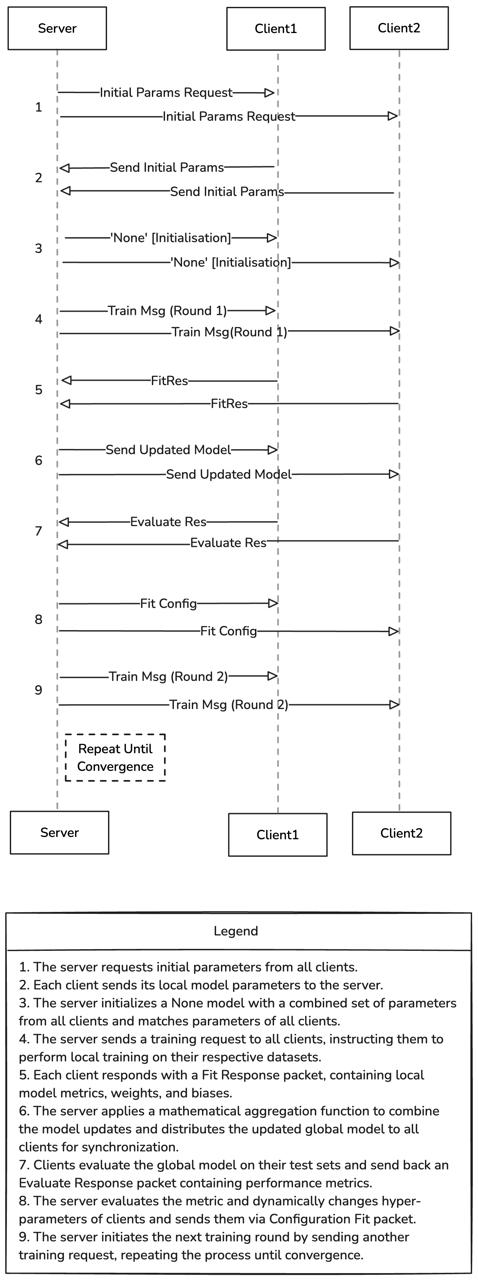 Server
Client1
Client2
1
Initial Params Request
Initial Params Request
2
Send Initial Params
Send Initial Params
3
'None' [Initialisation]
'None' [Initialisation]
4
Train Msg (Round 1)
Train Msg(Round 1)
5
FitRes
FitRes
6
Send Updated Model
Send Updated Model
7
Evaluate Res
Evaluate Res
8
Fit Config
Fit Config
9
Train Msg (Round 2)
Train Msg (Round 2)
Repeat Until
Convergence
Server
Client1
Client2
Legend
1. The server requests initial parameters from all clients.
2. Each client sends its local model parameters to the server.
3. The server initializes a None model with a combined set of parameters
from all clients and matches parameters of all clients.
4. The server sends a training request to all clients, instructing them to
perform local training on their respective datasets.
5. Each client responds with a Fit Response packet, containing local
model metrics, weights, and biases.
6. The server applies a mathematical aggregation function to combine
the model updates and distributes the updated global model to all
clients for synchronization.
7. Clients evaluate the global model on their test sets and send back an
Evaluate Response packet containing performance metrics.
8. The server evaluates the metric and dynamically changes hyper-
parameters of clients and sends them via Configuration Fit packet.
9. The server initiates the next training round by sending another
training request, repeating the process until convergence.